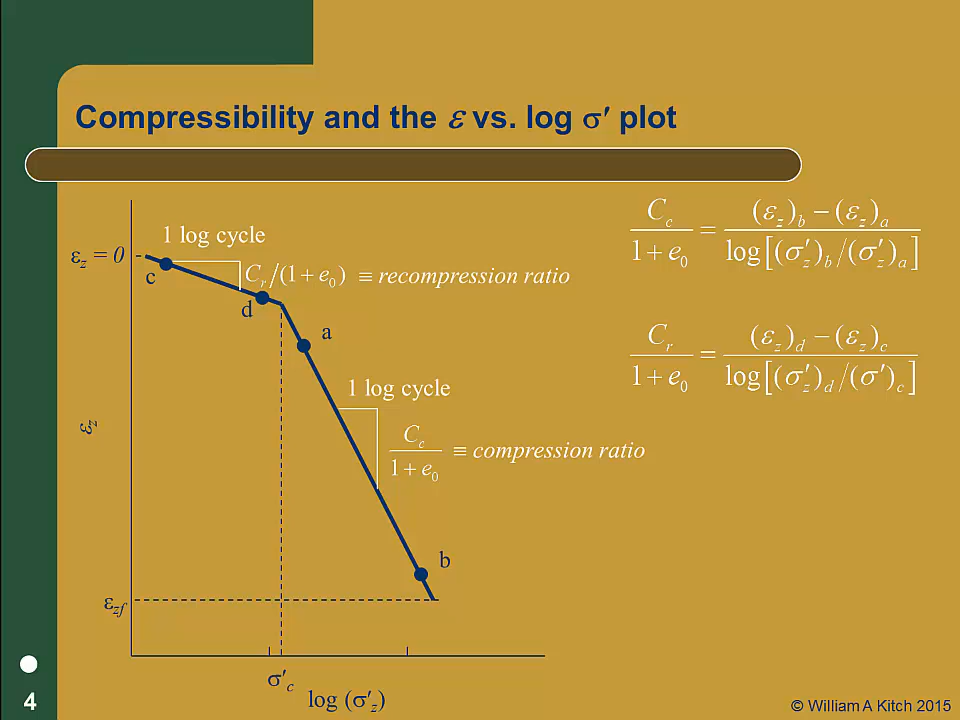 Compressibility and the ε vs. log σ′ plot
1 log cycle
ε_z = 0
c
C_r/(1+e_0) ≡ recompression ratio
d
a
1 log cycle
C_c/(1+e_0) ≡ compression ratio
ε_z
b
ε_zf
σ′_c
log (σ′_z)
C_c/(1+e_0) = ((ε_z)_b − (ε_z)_a)/log[(σ′_z)_b/(σ′_z)_a]
C_r/(1+e_0) = ((ε_z)_d − (ε_z)_c)/log[(σ′_z)_d/(σ′)_c]
4
© William A Kitch 2015